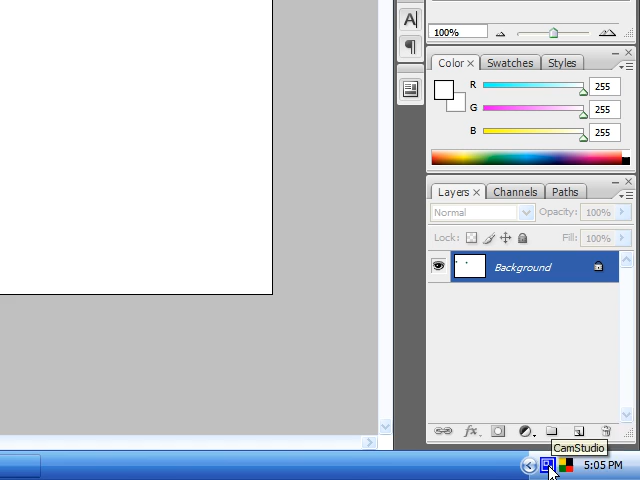 A
100%
Color Swatches Styles
R 255
G 255
B 255
Layers Channels Paths
Normal Opacity: 100%
Lock: Fill: 100%
Background
fx
CamStudio
5:05 PM